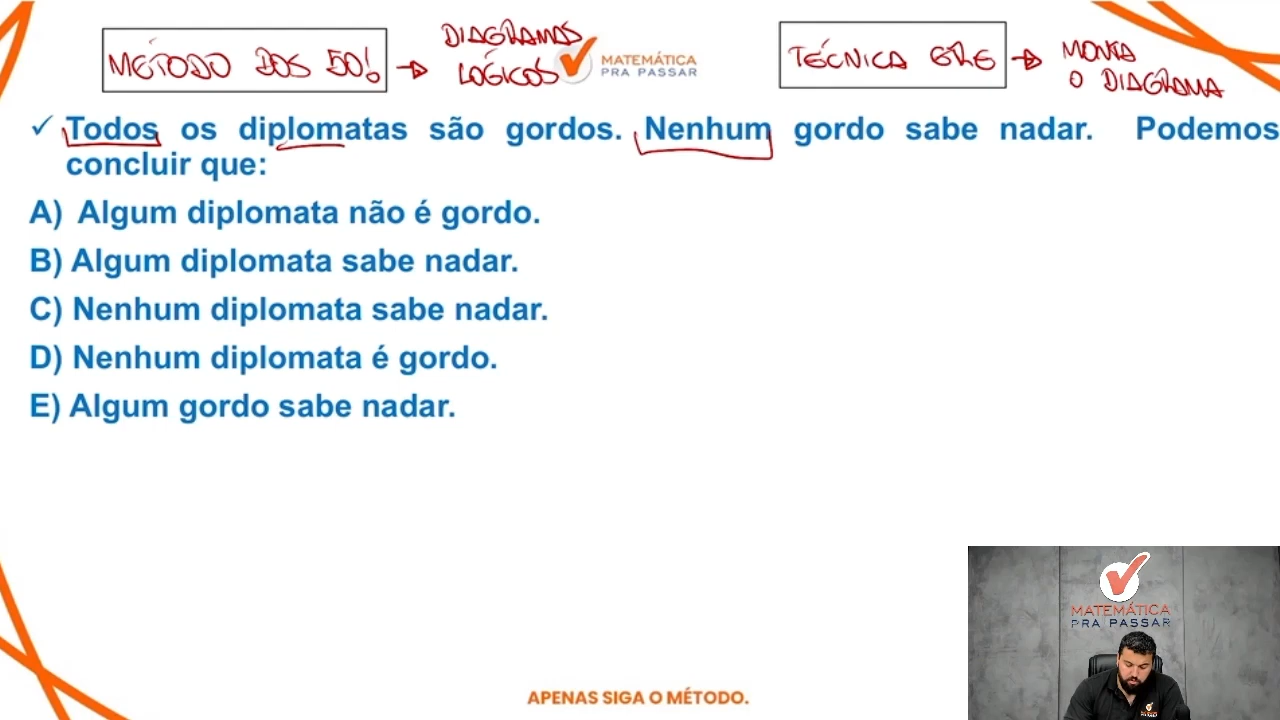 MÉTODO DOS 50!
DIAGRAMAS
LÓGICOS
MATEMÁTICA
PRA PASSAR
TÉCNICA
MONTA
O DIAGRAMA
✓ Todos os diplomatas são gordos. Nenhum gordo sabe nadar. Podemos
concluir que:
A) Algum diplomata não é gordo.
B) Algum diplomata sabe nadar.
C) Nenhum diplomata sabe nadar.
D) Nenhum diplomata é gordo.
E) Algum gordo sabe nadar.
MATEMÁTICA
PRA PASSAR
APENAS SIGA O MÉTODO.